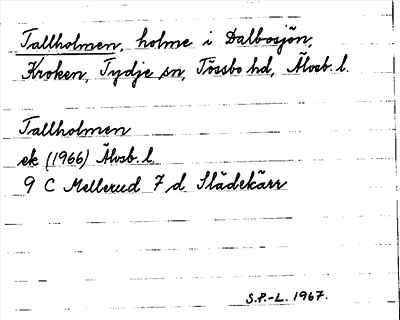 Tallholmen, holme i Dalbosjön,
Kroken, Tydje sn, Tössbo hd, Älvsb. l.
Tallholmen
ek (1966) Älvsb. l
9 C Mellerud 7 d Slädekärr
S.P.-L. 1967.